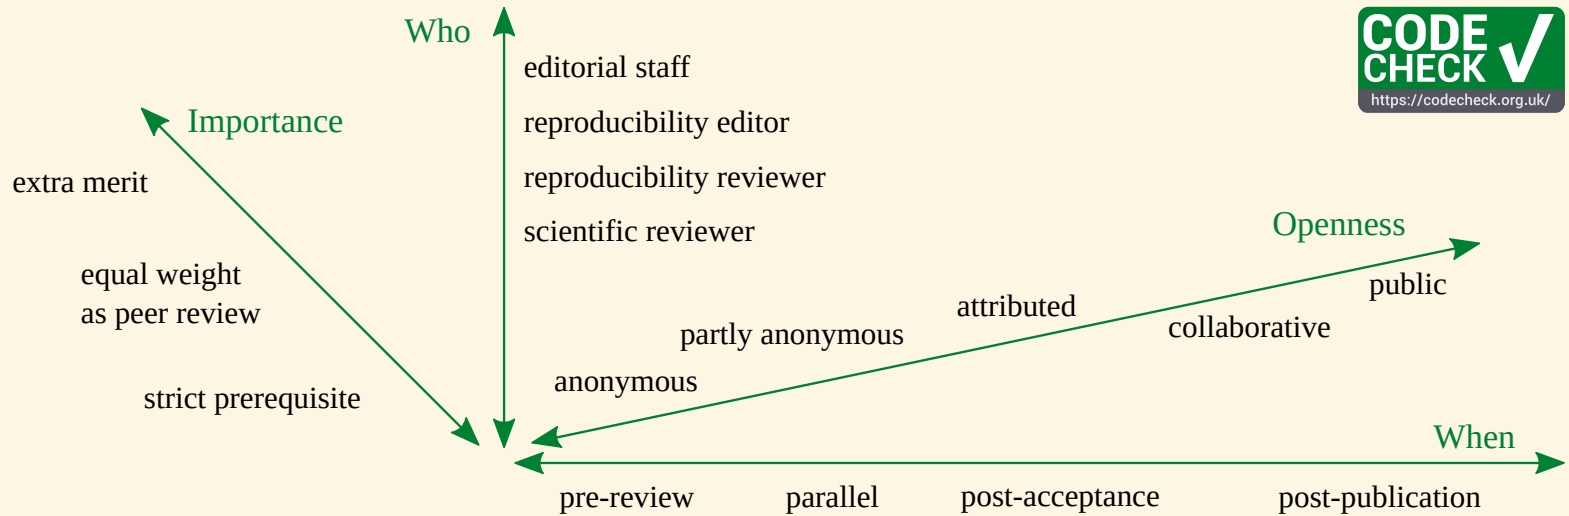 Who
editorial staff
reproducibility editor
reproducibility reviewer
scientific reviewer
Importance
extra merit
equal weight
as peer review
strict prerequisite
Openness
public
collaborative
attributed
partly anonymous
anonymous
When
pre-review
parallel
post-acceptance
post-publication
CODE
CHECK
https://codecheck.org.uk/